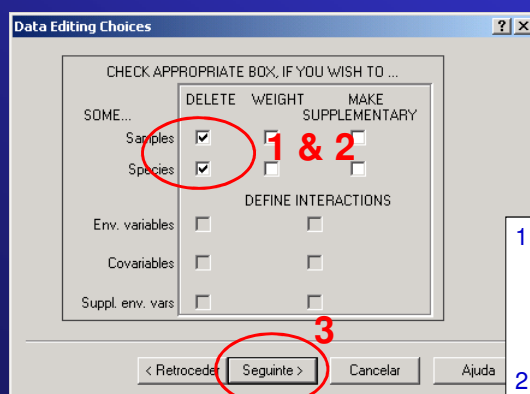 Data Editing Choices
CHECK APPROPRIATE BOX, IF YOU WISH TO ...
DELETE WEIGHT MAKE SUPPLEMENTARY
SOME...
Samples
Species
1 & 2
DEFINE INTERACTIONS
Env. variables
Covariables
Suppl. env. vars
3
< Retroceder Seguinte > Cancelar Ajuda
1
2